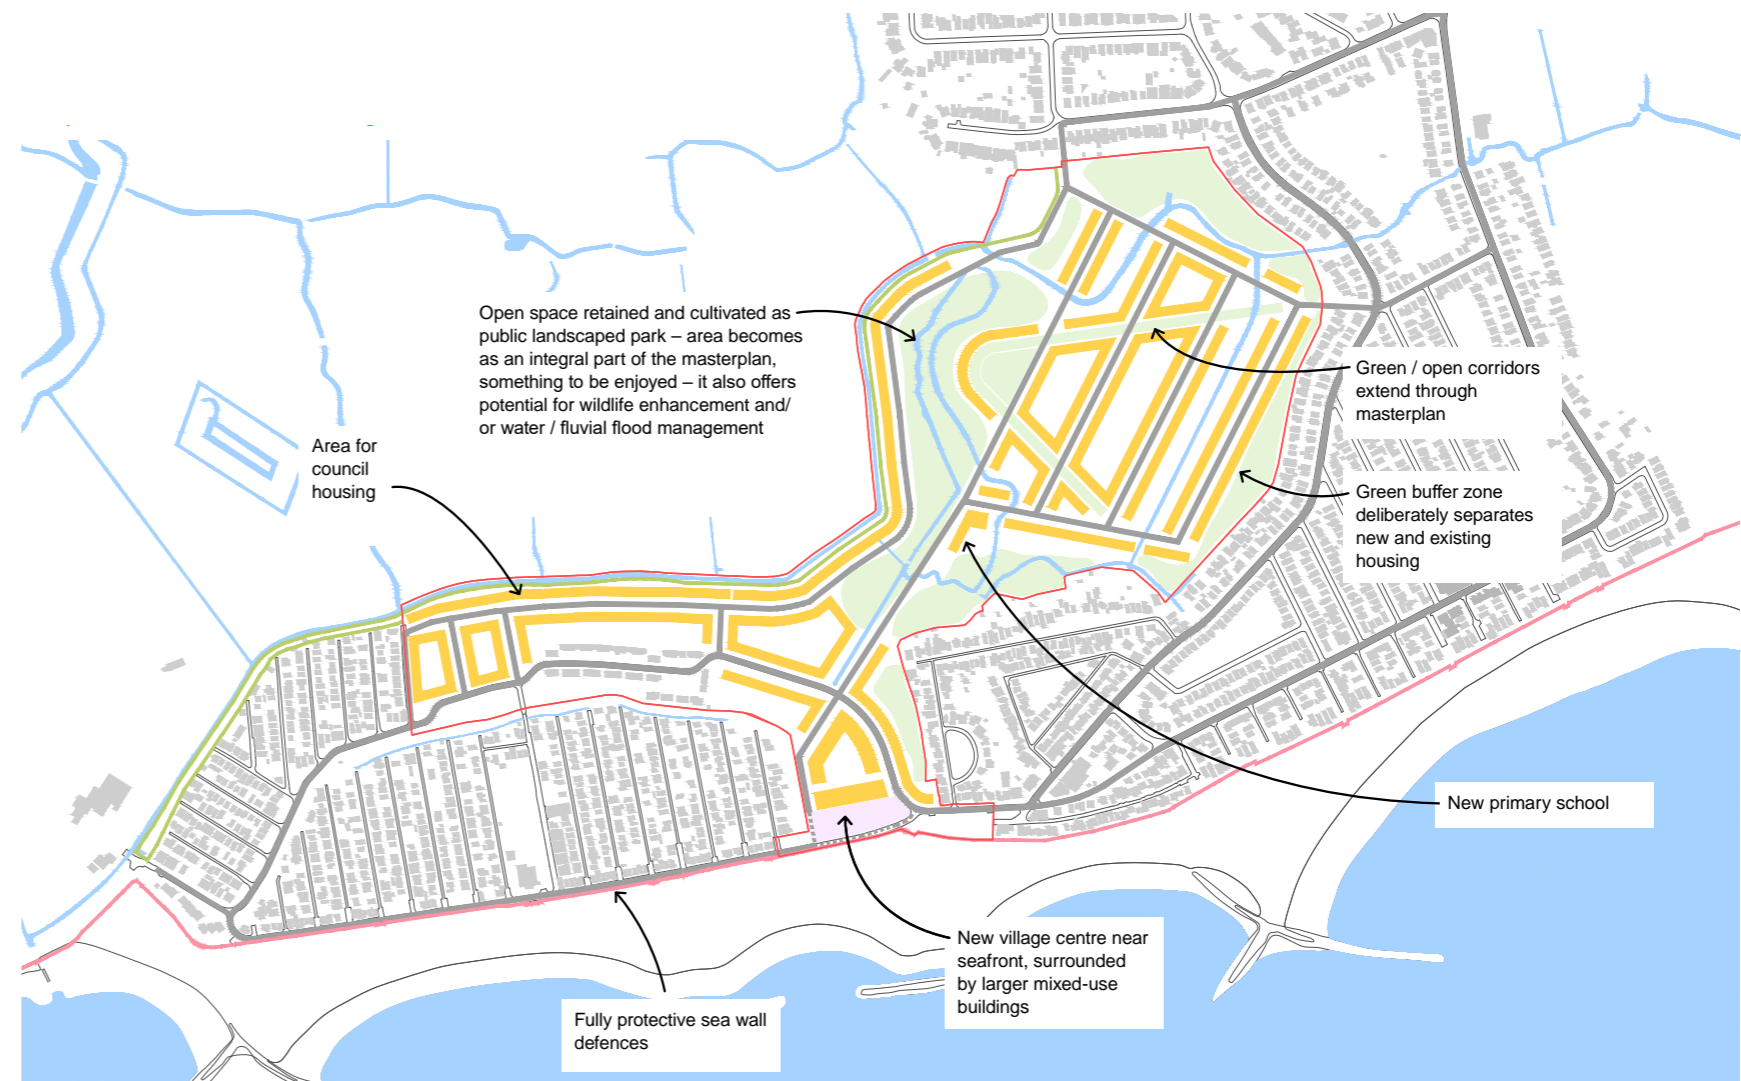 Open space retained and cultivated as
public landscaped park – area becomes
as an integral part of the masterplan,
something to be enjoyed – it also offers
potential for wildlife enhancement and/
or water / fluvial flood management
Area for
council
housing
Green / open corridors
extend through
masterplan
Green buffer zone
deliberately separates
new and existing
housing
New primary school
New village centre near
seafront, surrounded
by larger mixed-use
buildings
Fully protective sea wall
defences